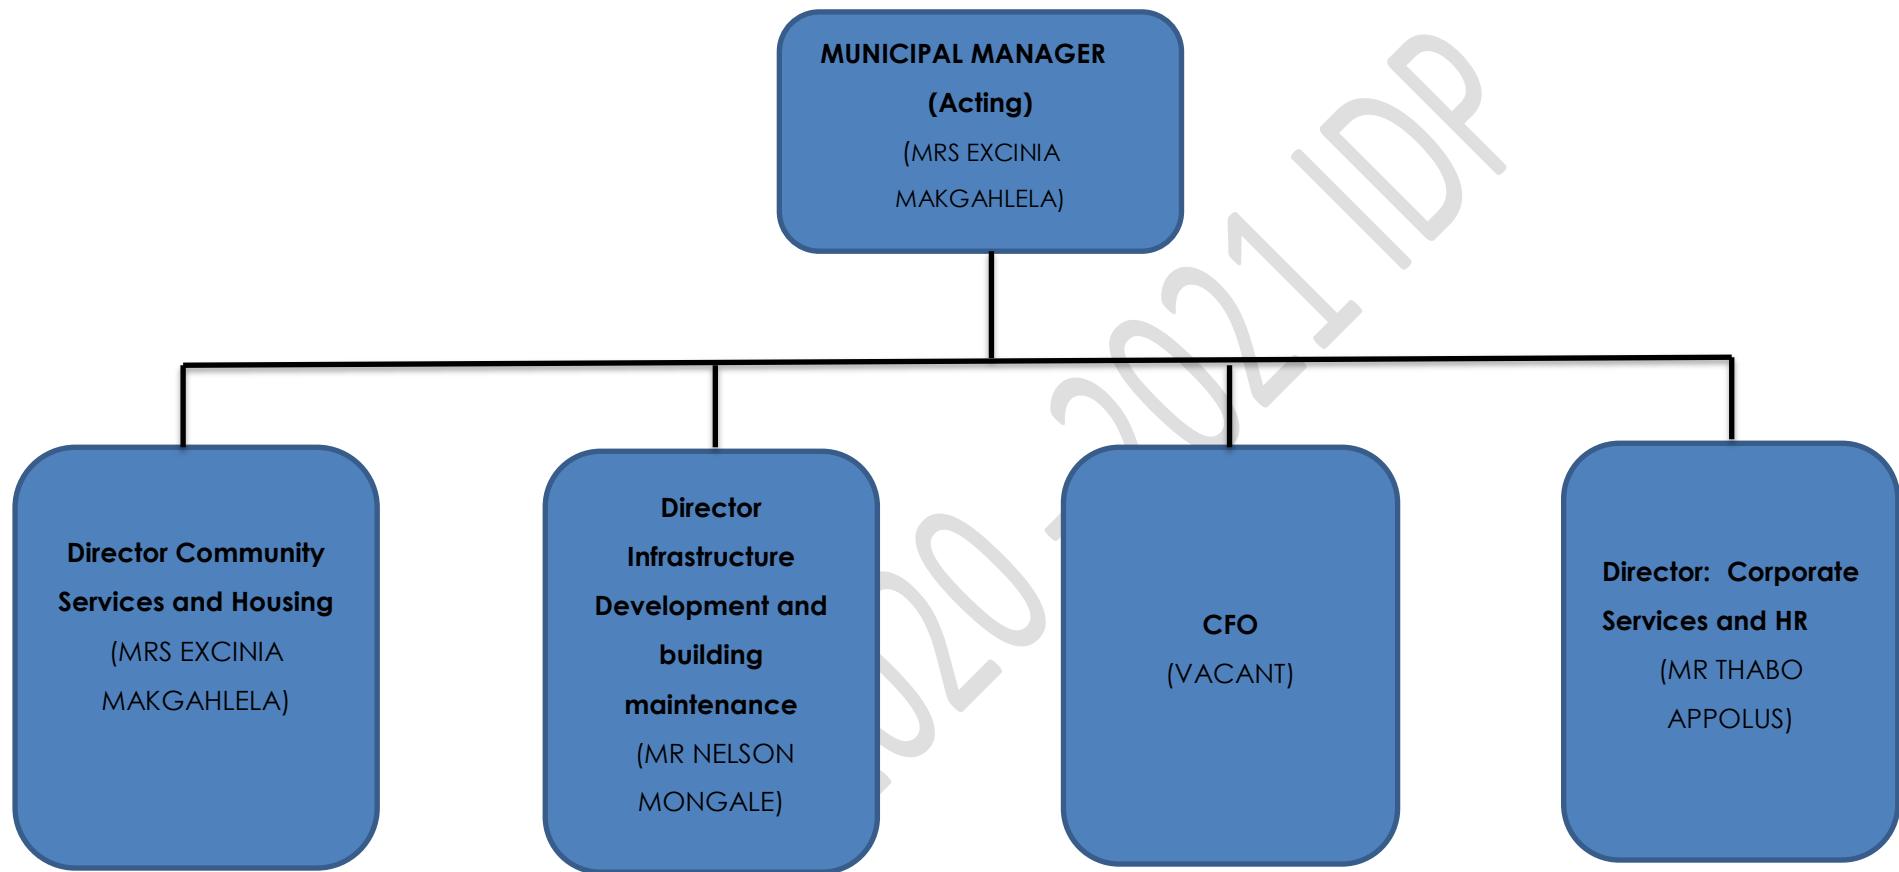 MUNICIPAL MANAGER
(Acting)
(MRS EXCINIA
MAKGAHLELA)
Director Community
Services and Housing
(MRS EXCINIA
MAKGAHLELA)
Director
Infrastructure
Development and
building
maintenance
(MR NELSON
MONGALE)
CFO
(VACANT)
Director:  Corporate
Services and HR
(MR THABO
APPOLUS)
2020 - 2021 IDP